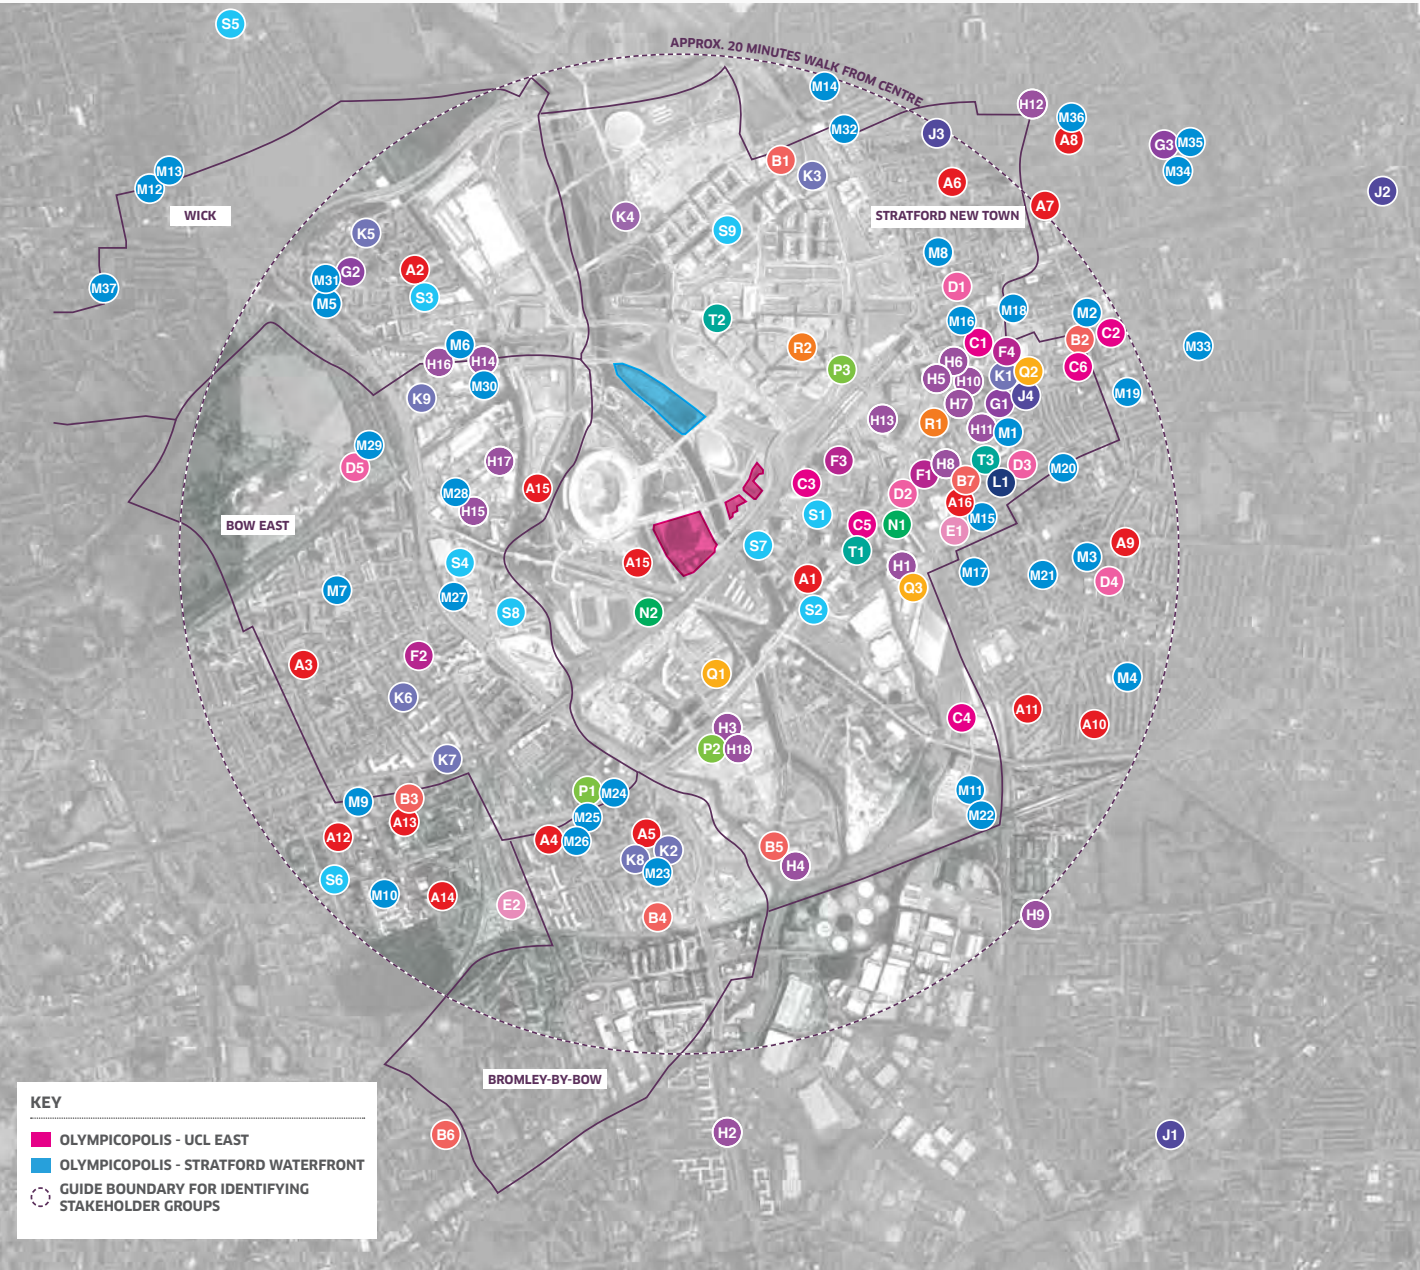 S5
APPROX. 20 MINUTES WALK FROM CENTRE
M14
H12
M36
M32
J3
A8
G3
M35
B1
M13
M34
K3
A6
M12
J2
A7
WICK
K4
STRATFORD NEW TOWN
K5
S9
M8
G2
A2
M31
D1
M37
S3
M5
M18
M2
T2
M16
C2
B2
M6
C1
M33
R2
F4
H16
H14
H6
C6
P3
Q2
K1
H5
H10
M30
M19
K9
J4
H7
G1
H13
R1
H11
M1
M29
F3
T3
H17
H8
D3
D5
M20
F1
B7
C3
L1
A15
M28
D2
A16
H15
S1
M15
BOW EAST
C5
N1
E1
A9
S7
T1
M3
S4
A15
H1
M17
M21
A1
D4
Q3
M7
M27
S2
S8
N2
F2
A3
Q1
M4
K6
A11
C4
A10
H3
P2
H18
K7
P1
M24
M11
B3
M9
M22
M25
A13
A5
A12
A4
M26
B5
K2
K8
H4
M23
S6
M10
A14
E2
H9
B4
BROMLEY-BY-BOW
KEY
H2
B6
J1
OLYMPICOPOLIS - UCL EAST
OLYMPICOPOLIS - STRATFORD WATERFRONT
GUIDE BOUNDARY FOR IDENTIFYING
STAKEHOLDER GROUPS